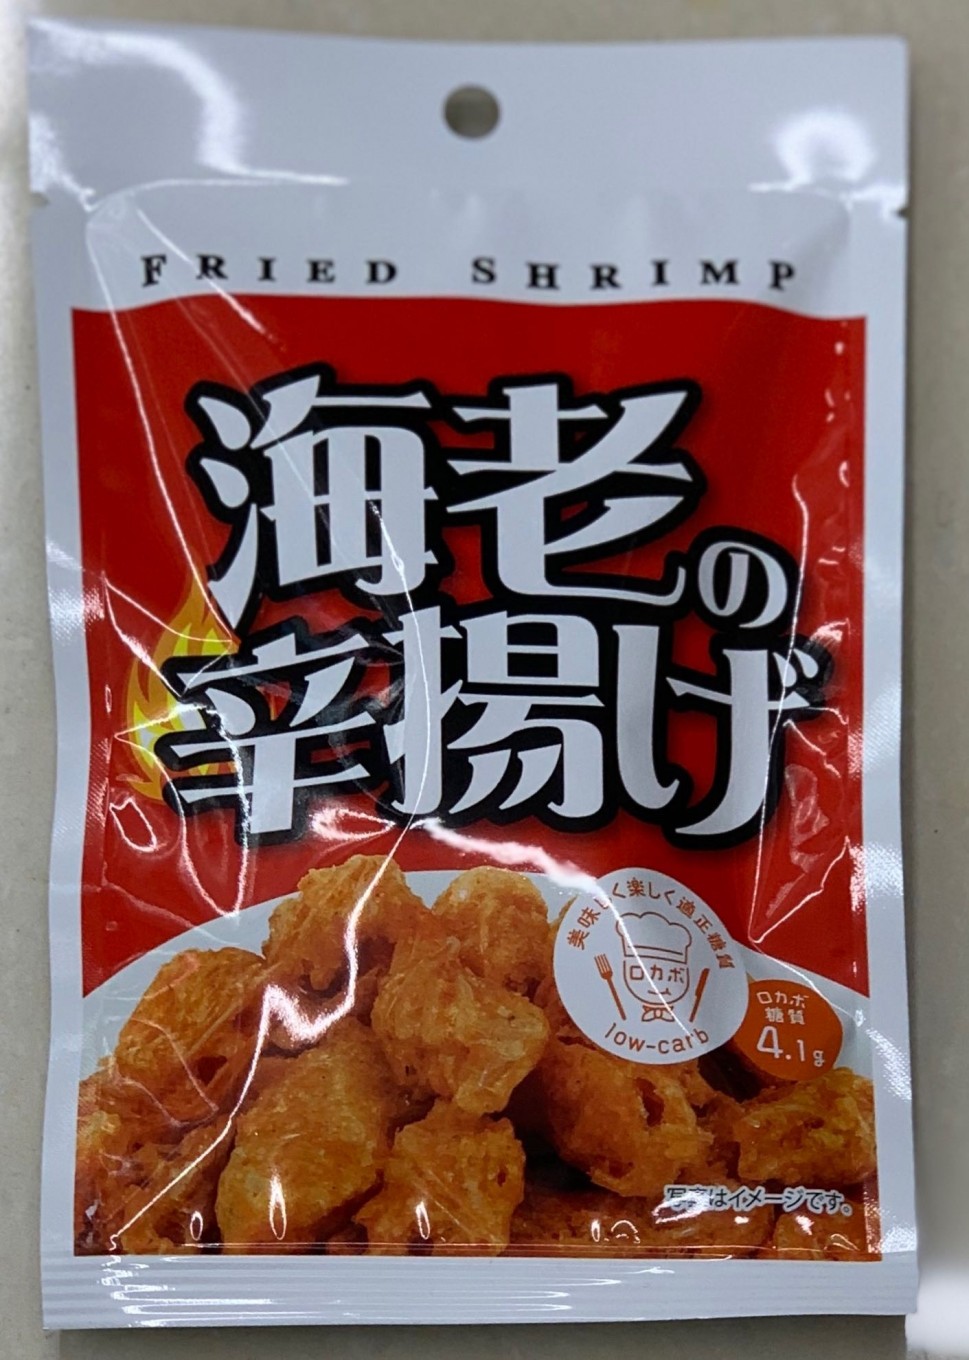 FRIED SHRIMP
海老の
辛揚げ
美味しく楽しく適正糖質
ロカボ
low-carb
ロカボ
糖質
4.1g
写真はイメージです。